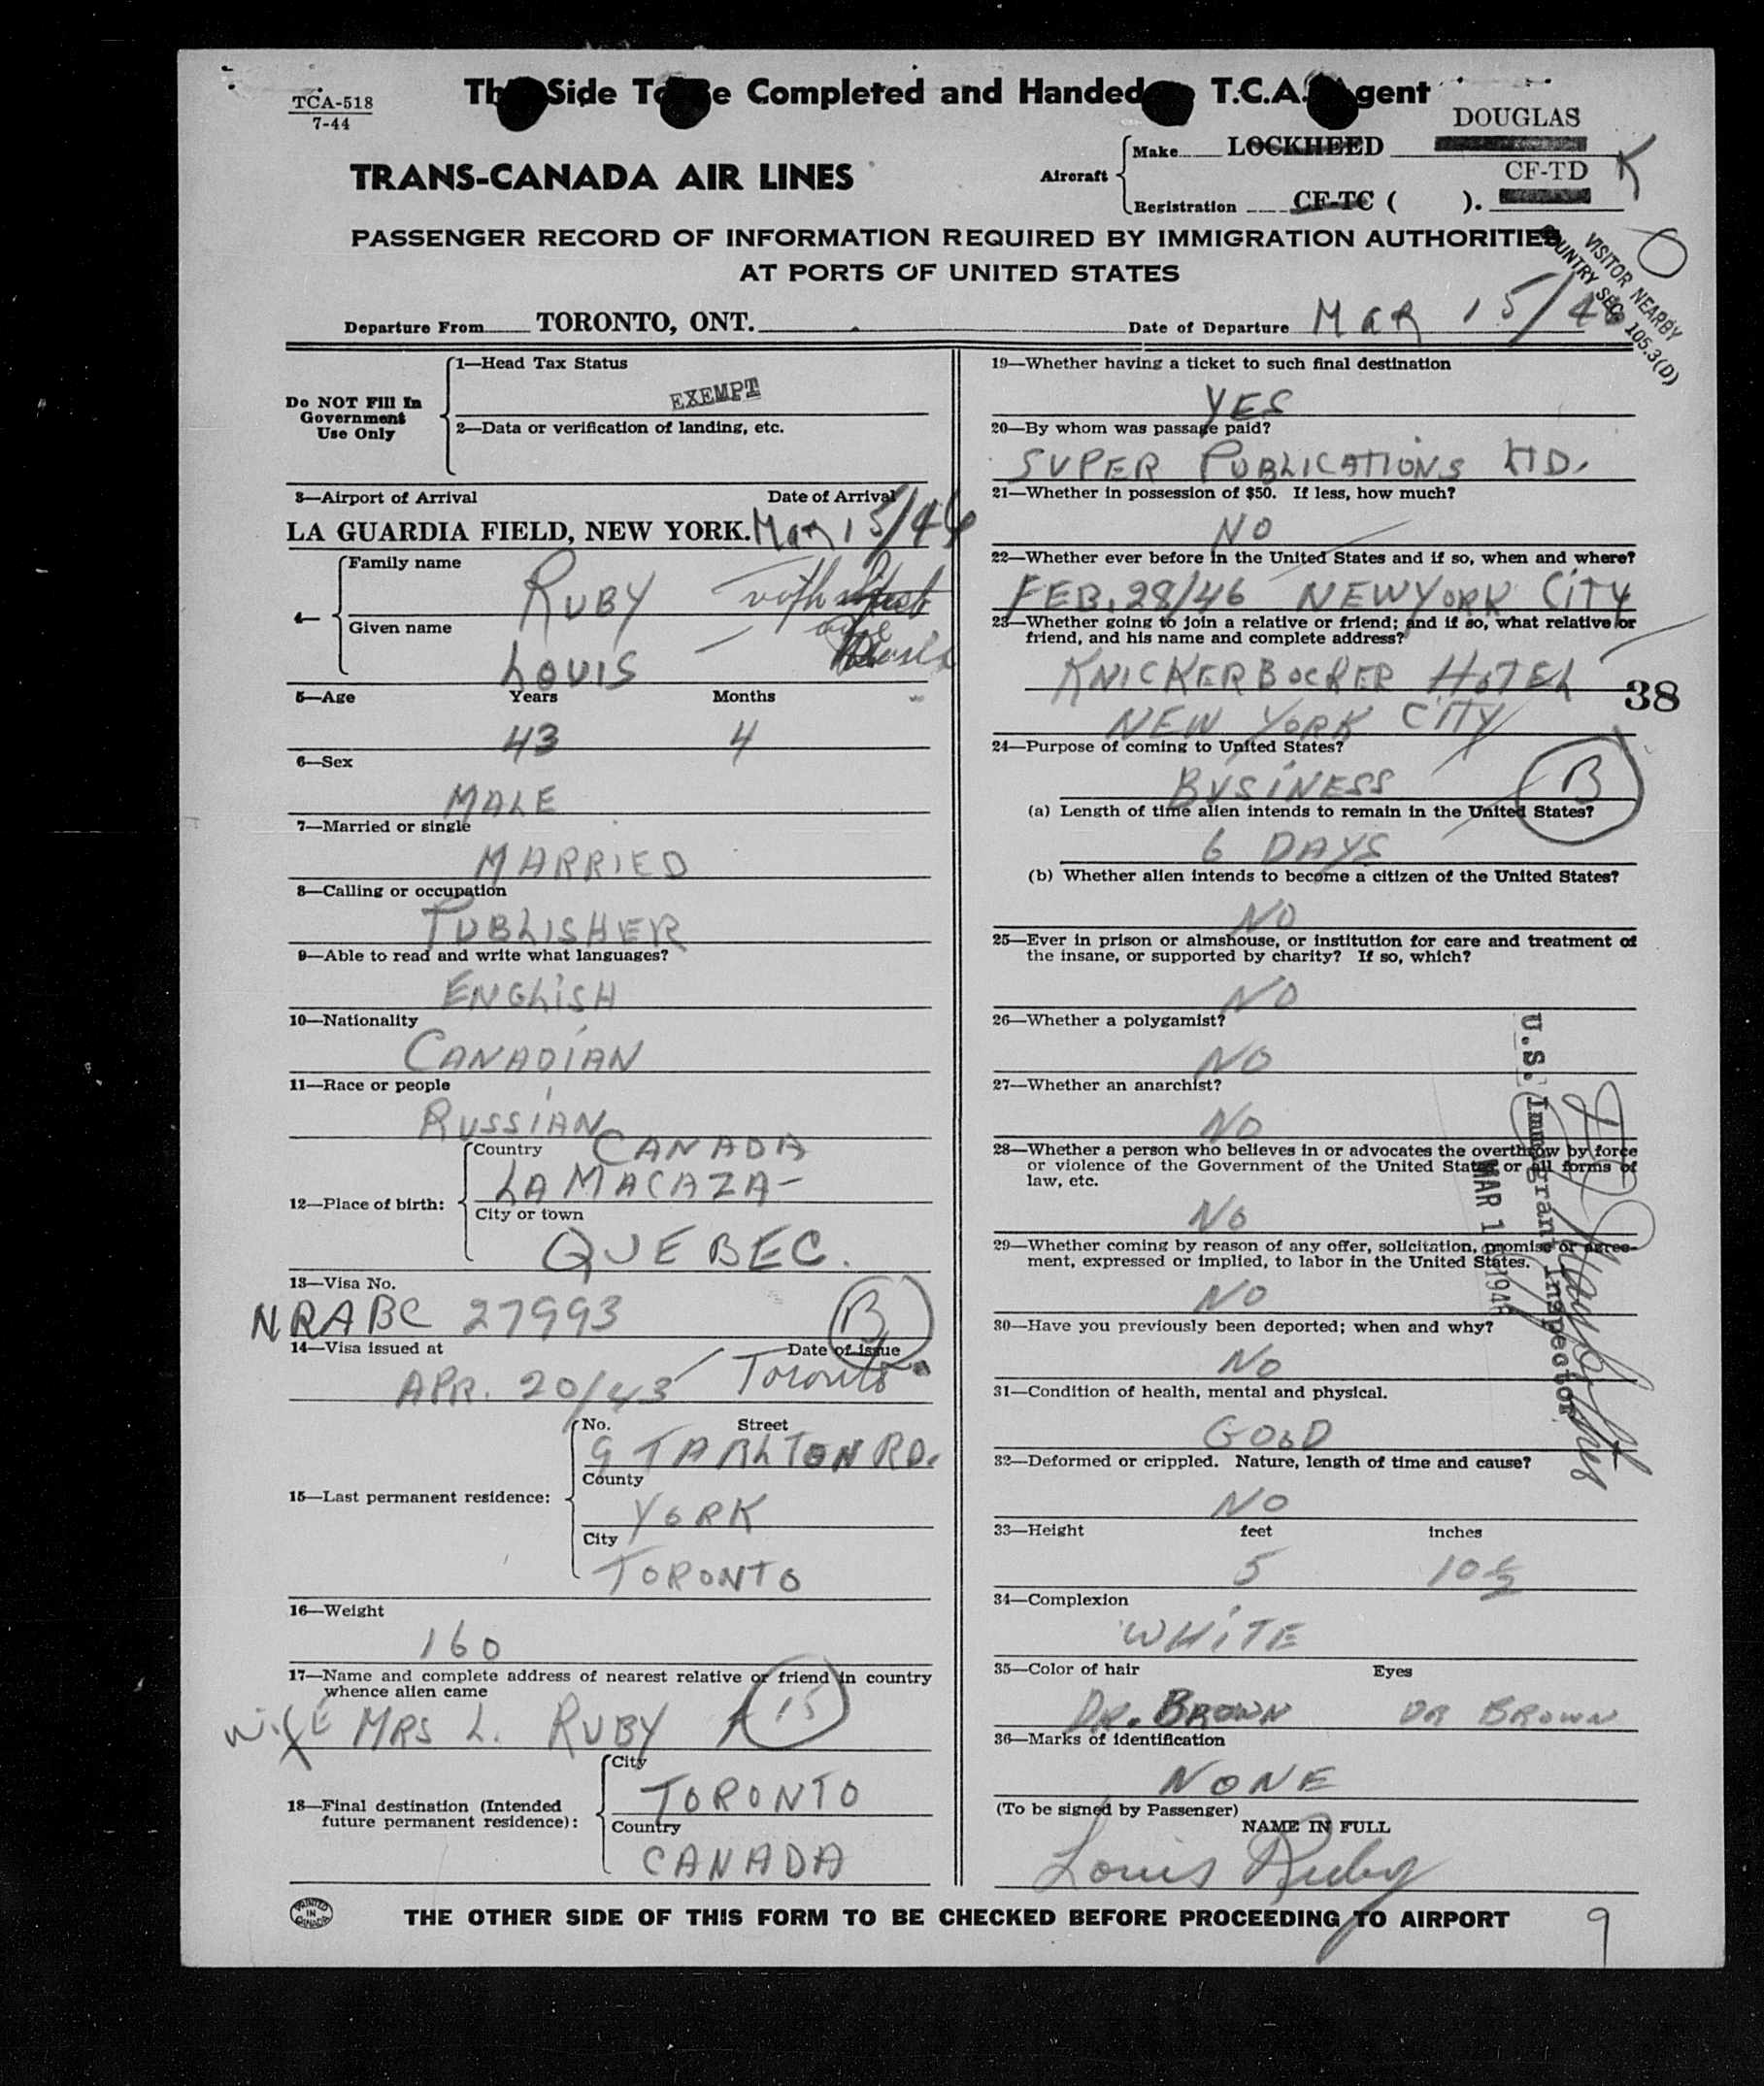 TCA-518
7-44
This Side To Be Completed and Handed to T.C.A. Agent
TRANS-CANADA AIR LINES
Aircraft
Make LOCKHEED DOUGLAS
Registration CF-TC ( ). CF-TD K
PASSENGER RECORD OF INFORMATION REQUIRED BY IMMIGRATION AUTHORITIES
AT PORTS OF UNITED STATES
VISITOR NEARBY
COUNTRY SEC. 105.3(D)
Departure From TORONTO, ONT. Date of Departure MAR 15/46
Do NOT Fill In
Government
Use Only
1—Head Tax Status
EXEMPT
2—Data or verification of landing, etc.
3—Airport of Arrival Date of Arrival
LA GUARDIA FIELD, NEW YORK. Mar 15/46
4—
Family name
RUBY
Given name
LOUIS
5—Age Years Months
43 4
6—Sex
MALE
7—Married or single
MARRIED
8—Calling or occupation
PUBLISHER
9—Able to read and write what languages?
ENGLISH
10—Nationality
CANADIAN
11—Race or people
RUSSIAN
12—Place of birth:
Country CANADA
LA MACAZA-
City or town
QUEBEC.
13—Visa No.
NRABC 27993 B
14—Visa issued at Date of issue
APR. 20/43 Toronto
15—Last permanent residence:
No. Street
9 TARLTON RD.
County
YORK
City
TORONTO
16—Weight
160
17—Name and complete address of nearest relative or friend in country
whence alien came
wife MRS L. RUBY 15
18—Final destination (Intended
future permanent residence):
City
TORONTO
Country
CANADA
19—Whether having a ticket to such final destination
YES
20—By whom was passage paid?
SUPER PUBLICATIONS LTD.
21—Whether in possession of $50. If less, how much?
NO
22—Whether ever before in the United States and if so, when and where?
FEB. 28/46 NEW YORK CITY
23—Whether going to join a relative or friend; and if so, what relative or
friend, and his name and complete address?
KNICKERBOCKER HOTEL 38
NEW YORK CITY
24—Purpose of coming to United States?
BUSINESS B
(a) Length of time alien intends to remain in the United States?
6 DAYS
(b) Whether alien intends to become a citizen of the United States?
NO
25—Ever in prison or almshouse, or institution for care and treatment of
the insane, or supported by charity? If so, which?
NO
26—Whether a polygamist?
NO
27—Whether an anarchist?
NO
28—Whether a person who believes in or advocates the overthrow by force
or violence of the Government of the United States or all forms of
law, etc.
NO
29—Whether coming by reason of any offer, solicitation, promise or agree-
ment, expressed or implied, to labor in the United States.
NO
30—Have you previously been deported; when and why?
NO
31—Condition of health, mental and physical.
GOOD
32—Deformed or crippled. Nature, length of time and cause?
NO
33—Height feet inches
5 10½
34—Complexion
WHITE
35—Color of hair Eyes
DK. BROWN DK BROWN
36—Marks of identification
NONE
(To be signed by Passenger)
NAME IN FULL
Louis Ruby
U.S. Immigrant Inspector
PRINTED
IN
CANADA
THE OTHER SIDE OF THIS FORM TO BE CHECKED BEFORE PROCEEDING TO AIRPORT
9